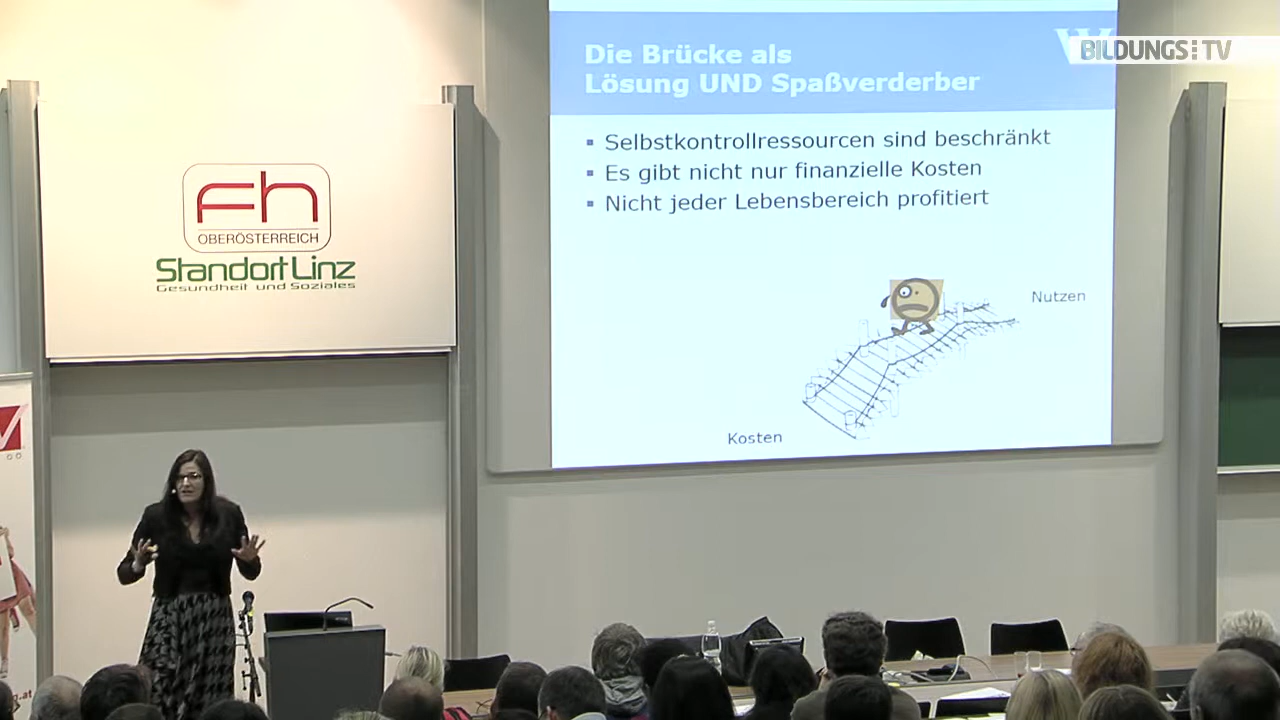 BILDUNGS TV
Die Brücke als
Lösung UND Spaßverderber
▪ Selbstkontrollressourcen sind beschränkt
▪ Es gibt nicht nur finanzielle Kosten
▪ Nicht jeder Lebensbereich profitiert
Nutzen
Kosten
fh
OBERÖSTERREICH
Standort Linz
Gesundheit und Soziales